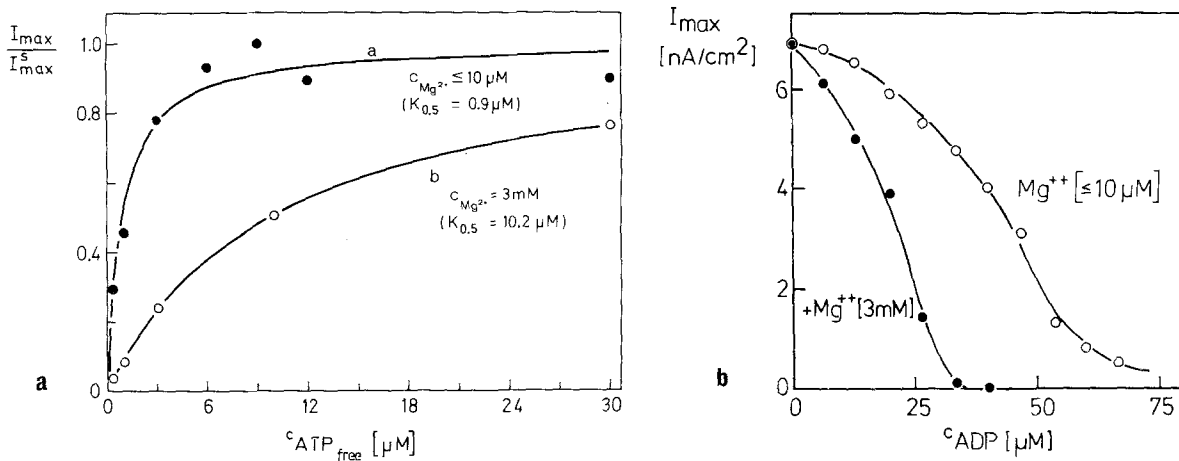 I_max
I^s_max
1.0
0.8
0.4
0
a
c_Mg²⁺ ≤ 10 μM
(K_0.5 = 0.9 μM)
b
c_Mg²⁺ = 3 mM
(K_0.5 = 10.2 μM)
0 6 12 18 24 30
a
c_ATP_free [μM]
I_max
[nA/cm²]
6
4
2
0
Mg⁺⁺ [≤ 10 μM]
+Mg⁺⁺ [3 mM]
0 25 50 75
b
c_ADP [μM]